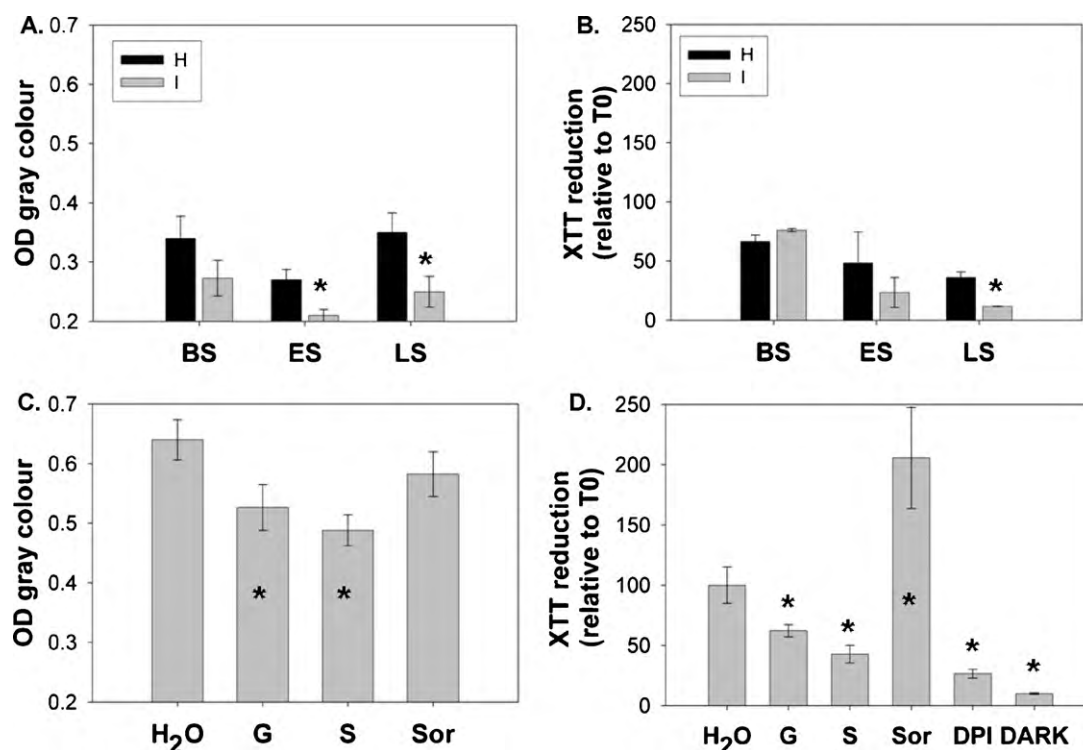 A.
OD gray colour
0.7
0.6
0.5
0.4
0.3
0.2
H
I
*
*
BS ES LS
B.
XTT reduction
(relative to T0)
250
200
150
100
50
0
H
I
*
BS ES LS
C.
OD gray colour
0.7
0.6
0.5
0.4
0.3
0.2
* *
H₂O G S Sor
D.
XTT reduction
(relative to T0)
250
200
150
100
50
0
* * * * *
H₂O G S Sor DPI DARK